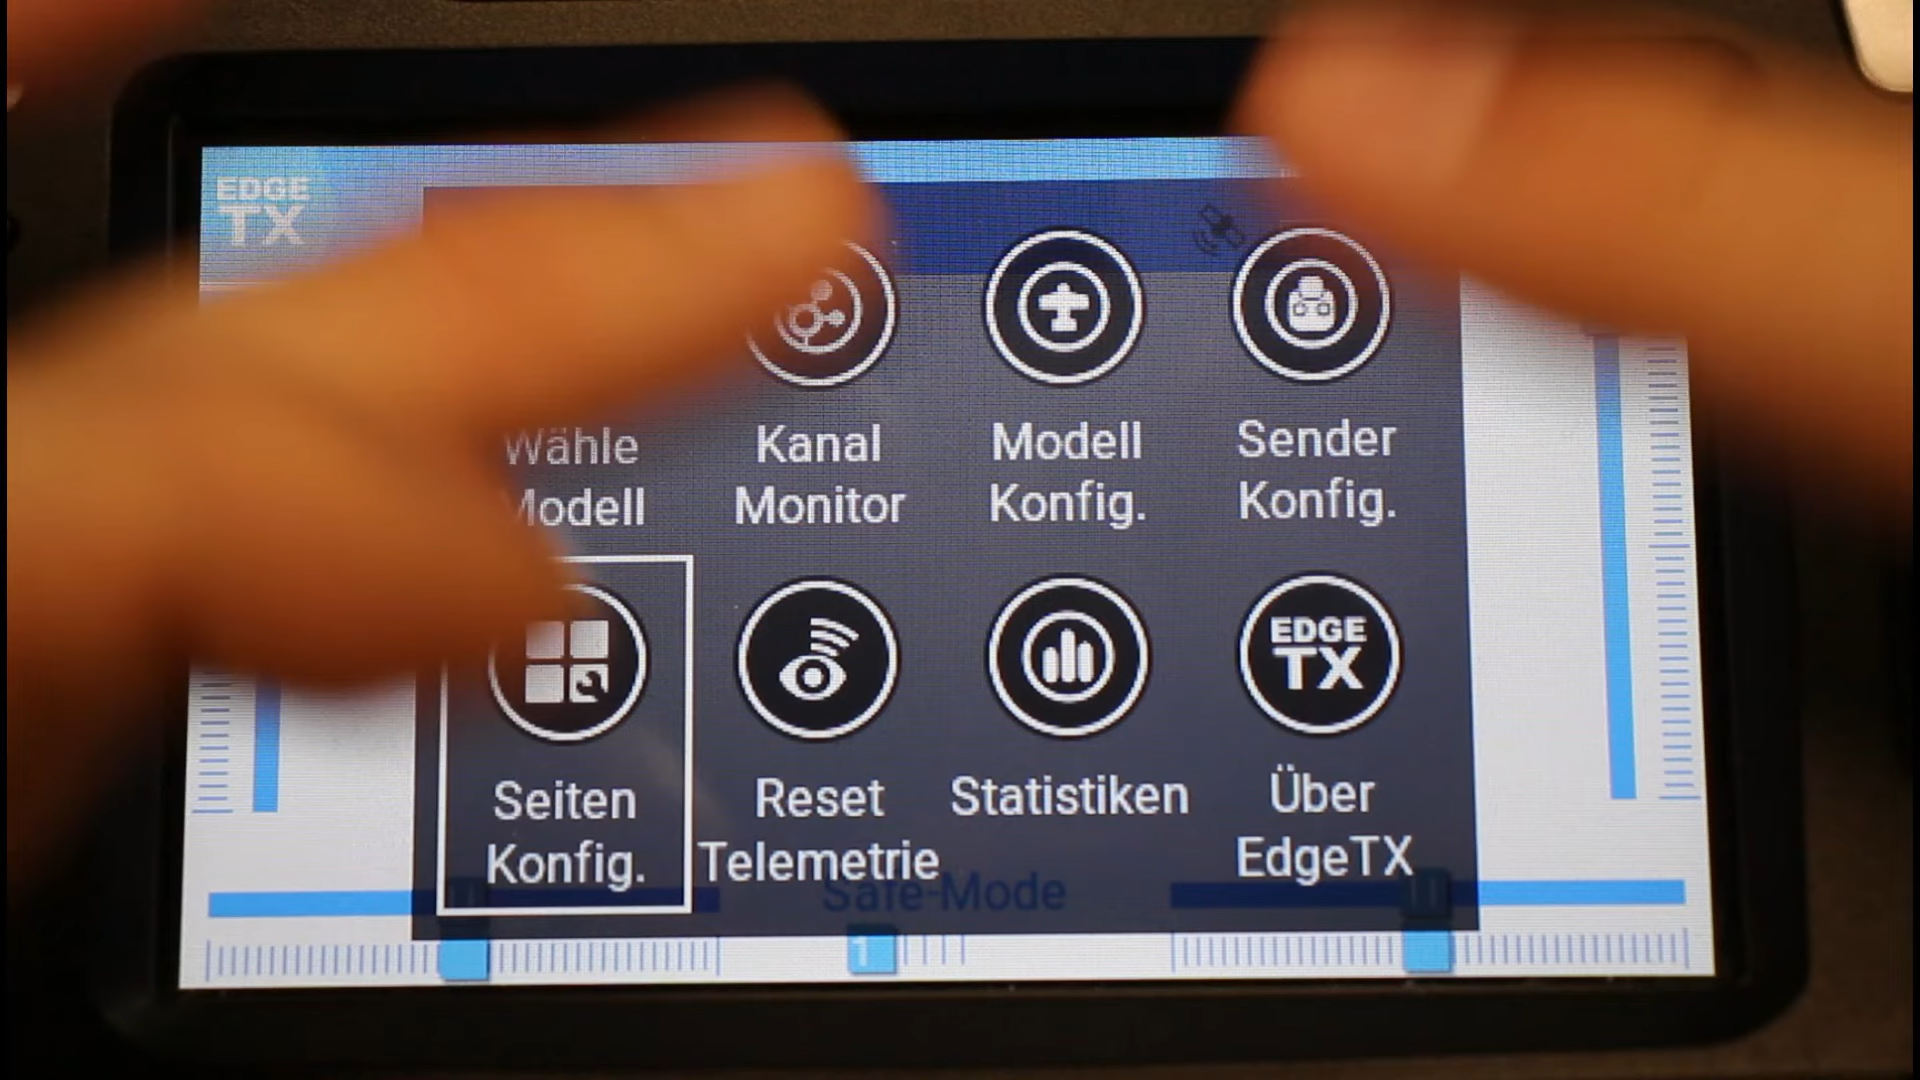 EDGE
TX
Wähle
Modell
Kanal
Monitor
Modell
Konfig.
Sender
Konfig.
Seiten
Konfig.
Reset
Telemetrie
Statistiken
EDGE
TX
Über
EdgeTX
Safe-Mode
1